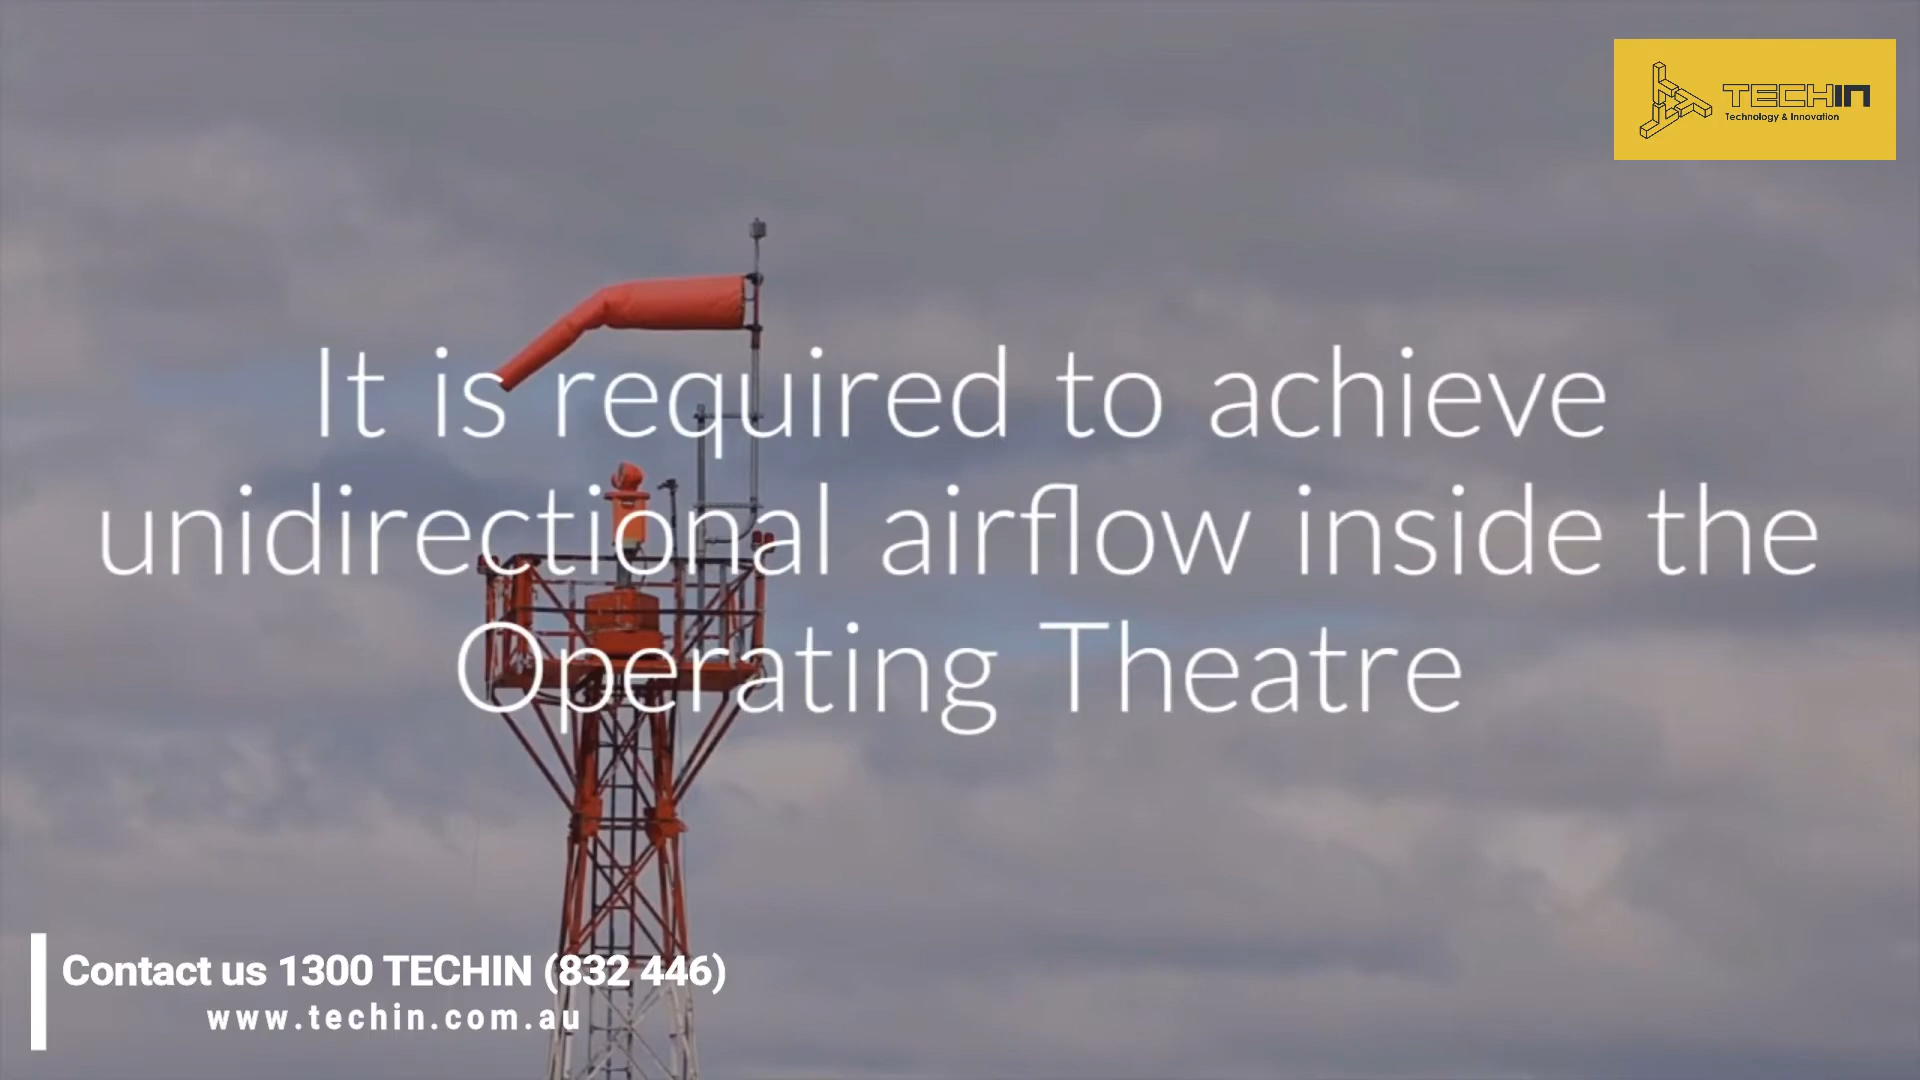 TECHIN
Technology & Innovation
It is required to achieve
unidirectional airflow inside the
Operating Theatre
Contact us 1300 TECHIN (832 446)
www.techin.com.au